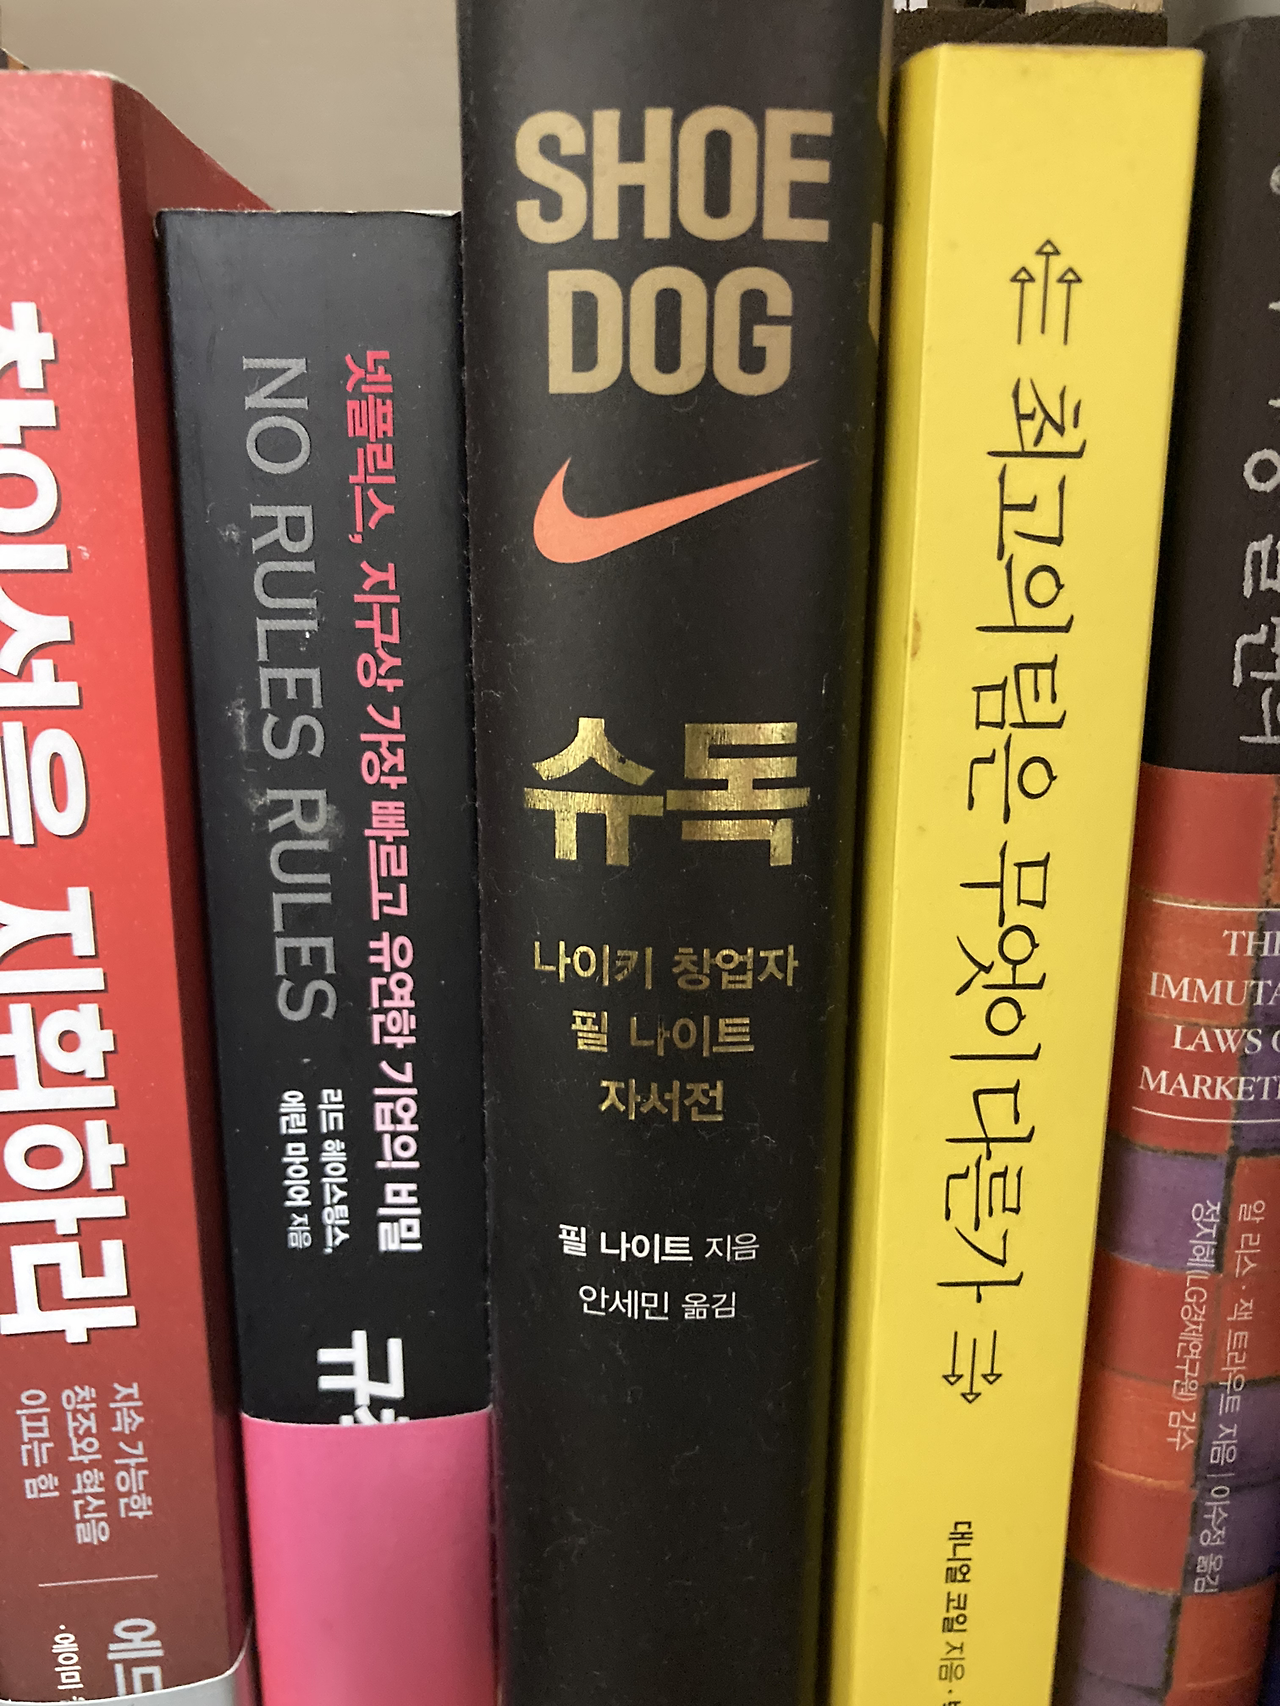 창의성을 지휘하라
지속 가능한
창조와 혁신을
이끄는 힘
NO RULES RULES
넷플릭스, 지구상 가장 빠르고 유연한 기업의 비밀
리드 헤이스팅스,
에린 마이어 지음
SHOE
DOG
슈독
나이키 창업자
필 나이트
자서전
필 나이트 지음
안세민 옮김
최고의 팀은 무엇이 다른가
대니얼 코일 지음
LAWS
알 리스·잭 트라우트 지음 | 이수정 옮김
정지혜(LG경제연구원) 감수